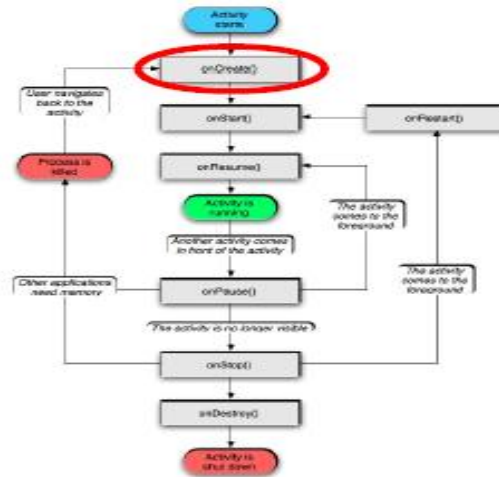 Activity
starts
onCreate()
User navigates
back to the
activity
onStart()
onRestart()
Process is
killed
onResume()
Activity is
running
The activity
comes to the
foreground
Another activity comes
in front of the activity
The activity
comes to the
foreground
Other applications
need memory
onPause()
The activity is no longer visible
onStop()
onDestroy()
Activity is
shut down